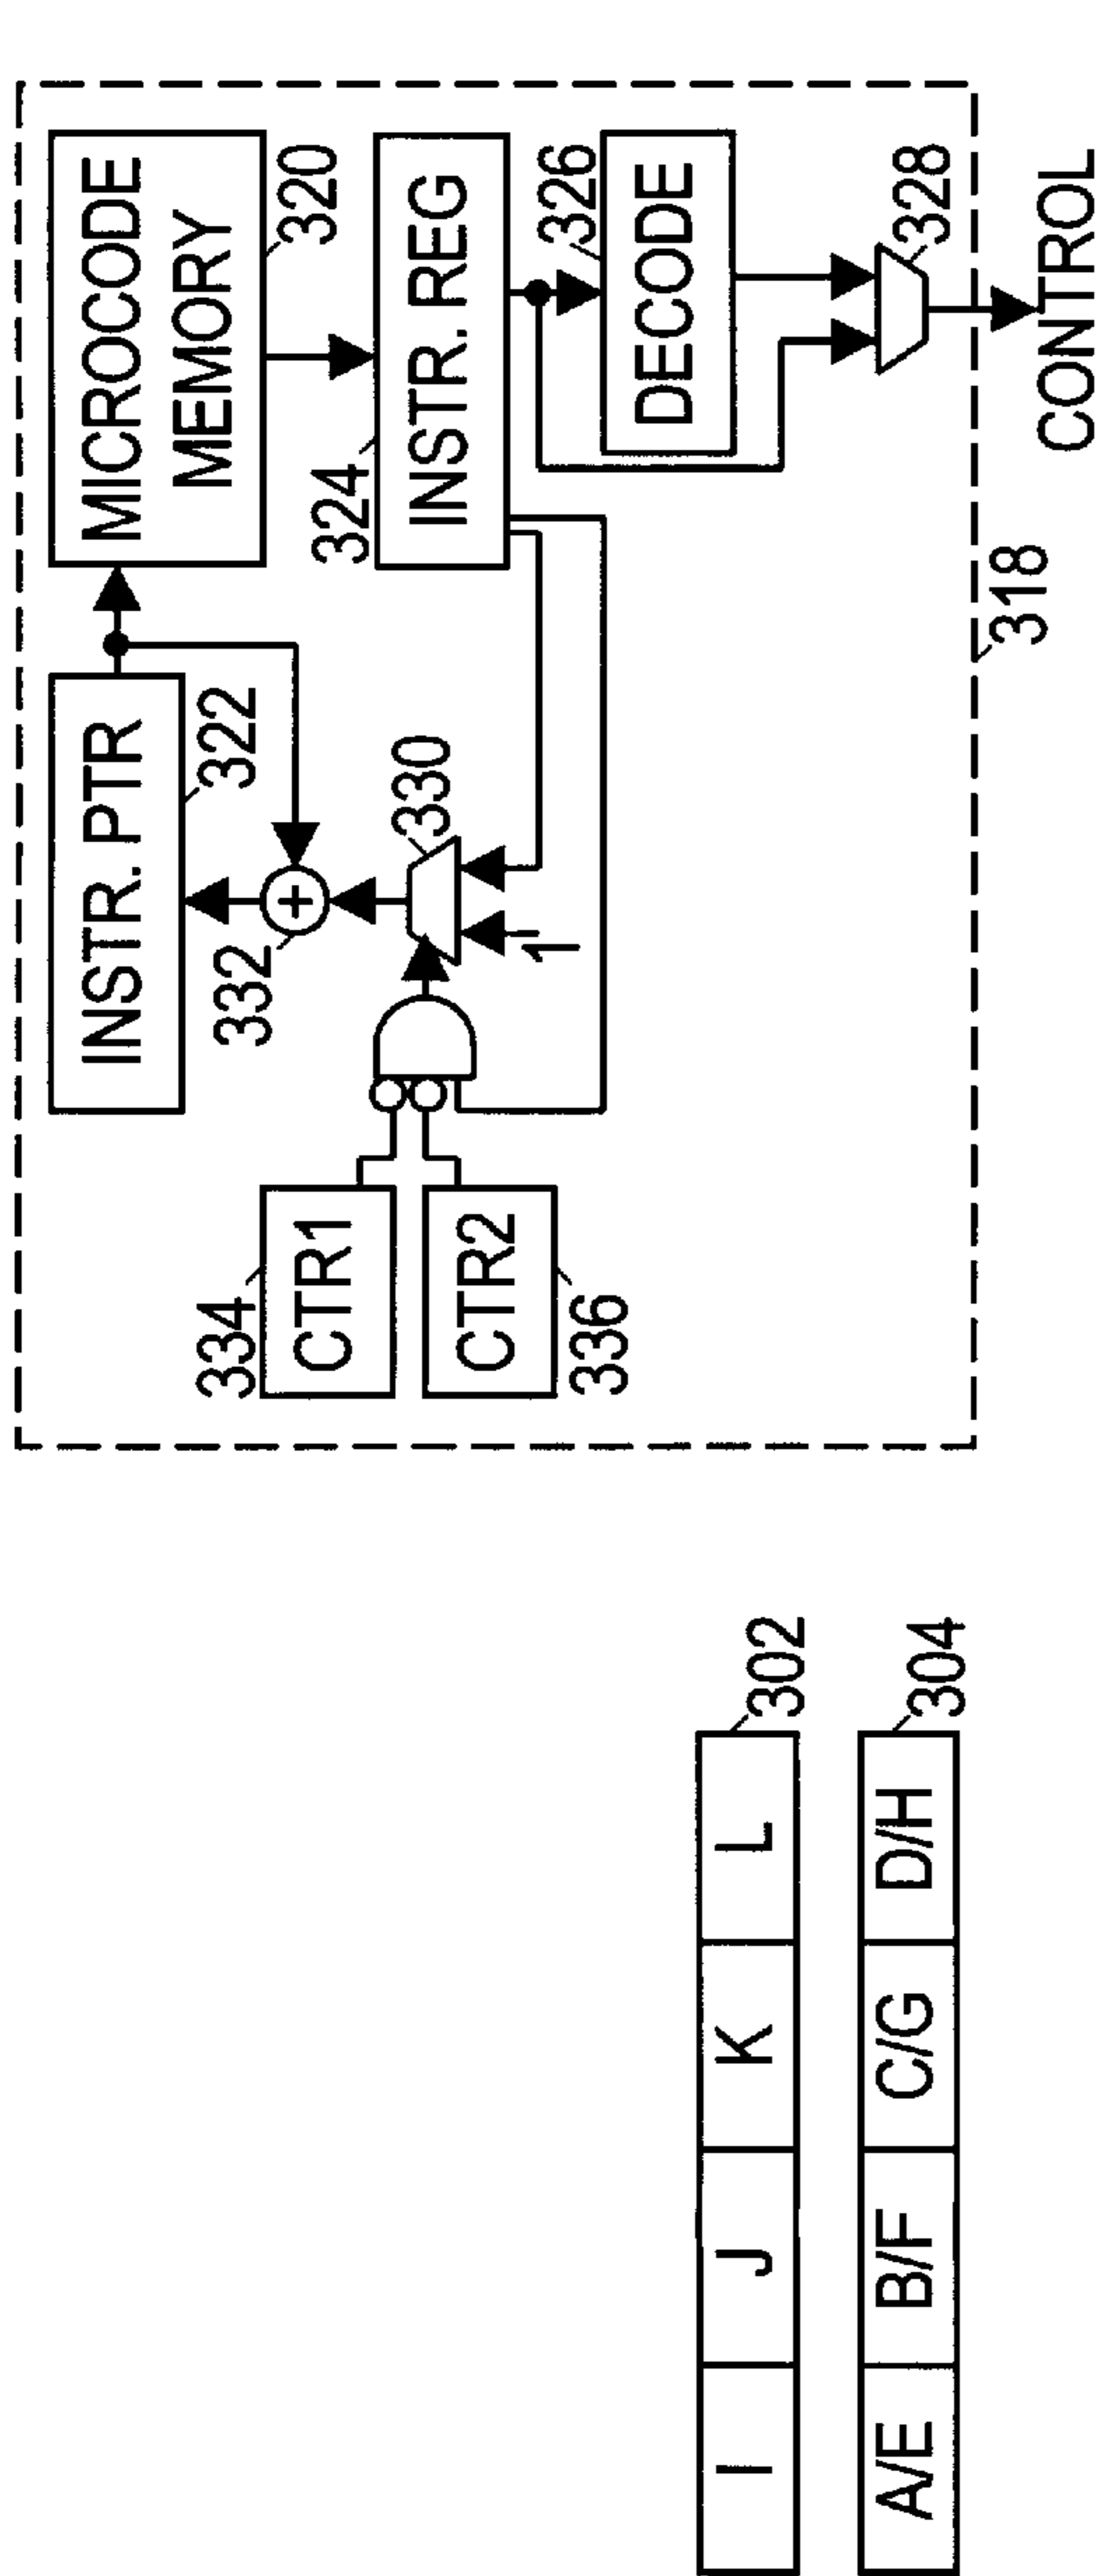 INSTR. PTR
322
MICROCODE
MEMORY
320
334
CTR1
CTR2
336
332
+
330
1
324
INSTR. REG
326
DECODE
328
318
CONTROL
I J K L
302
A/E B/F C/G D/H
304